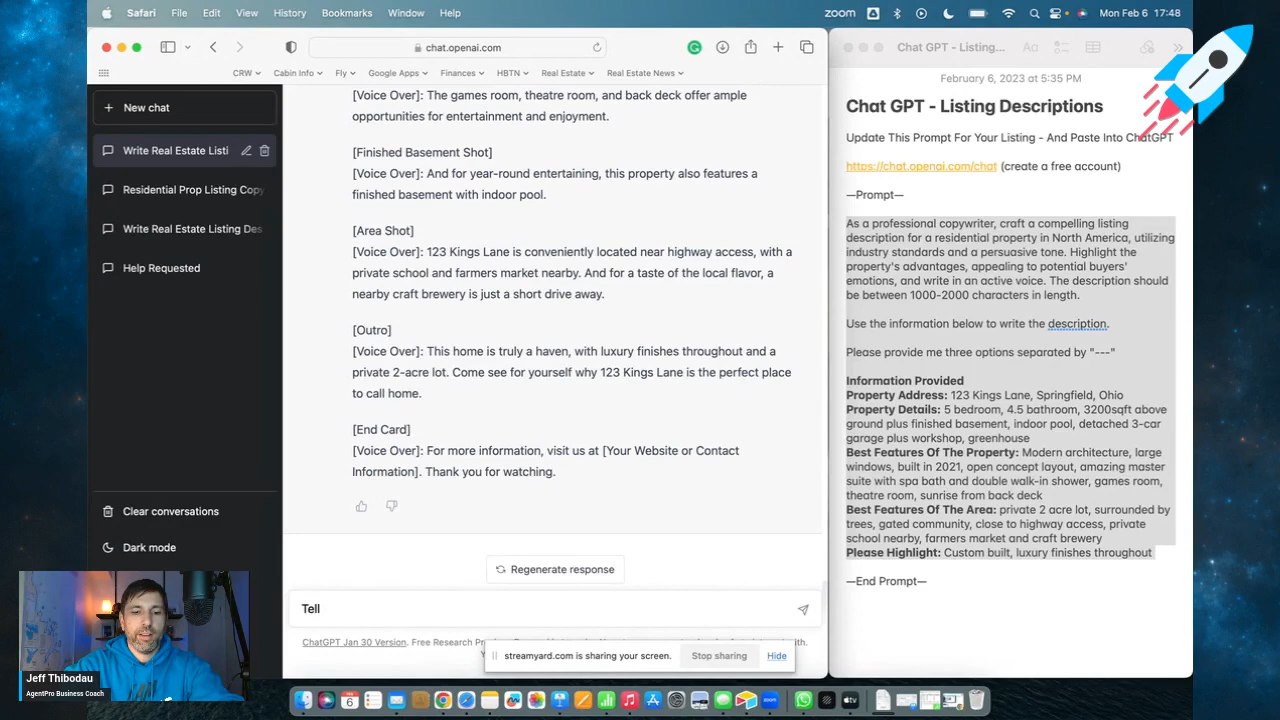 Safari File Edit View History Bookmarks Window Help
zoom
Mon Feb 6 17:48
chat.openai.com
CRW Cabin Info Fly Google Apps Finances HBTN Real Estate Real Estate News
New chat
Write Real Estate Listi
Residential Prop Listing Copy
Write Real Estate Listing Des
Help Requested
Clear conversations
Dark mode
[Voice Over]: The games room, theatre room, and back deck offer ample
opportunities for entertainment and enjoyment.
[Finished Basement Shot]
[Voice Over]: And for year-round entertaining, this property also features a
finished basement with indoor pool.
[Area Shot]
[Voice Over]: 123 Kings Lane is conveniently located near highway access, with a
private school and farmers market nearby. And for a taste of the local flavor, a
nearby craft brewery is just a short drive away.
[Outro]
[Voice Over]: This home is truly a haven, with luxury finishes throughout and a
private 2-acre lot. Come see for yourself why 123 Kings Lane is the perfect place
to call home.
[End Card]
[Voice Over]: For more information, visit us at [Your Website or Contact
Information]. Thank you for watching.
Regenerate response
Tell
ChatGPT Jan 30 Version. Free Research
streamyard.com is sharing your screen. Stop sharing Hide
Chat GPT - Listing...
Aa
February 6, 2023 at 5:35 PM
Chat GPT - Listing Descriptions
Update This Prompt For Your Listing - And Paste Into ChatGPT
https://chat.openai.com/chat (create a free account)
—Prompt—
As a professional copywriter, craft a compelling listing
description for a residential property in North America, utilizing
industry standards and a persuasive tone. Highlight the
property's advantages, appealing to potential buyers'
emotions, and write in an active voice. The description should
be between 1000-2000 characters in length.
Use the information below to write the description.
Please provide me three options separated by "---"
Information Provided
Property Address: 123 Kings Lane, Springfield, Ohio
Property Details: 5 bedroom, 4.5 bathroom, 3200sqft above
ground plus finished basement, indoor pool, detached 3-car
garage plus workshop, greenhouse
Best Features Of The Property: Modern architecture, large
windows, built in 2021, open concept layout, amazing master
suite with spa bath and double walk-in shower, games room,
theatre room, sunrise from back deck
Best Features Of The Area: private 2 acre lot, surrounded by
trees, gated community, close to highway access, private
school nearby, farmers market and craft brewery
Please Highlight: Custom built, luxury finishes throughout
—End Prompt—
Jeff Thibodau
AgentPro Business Coach